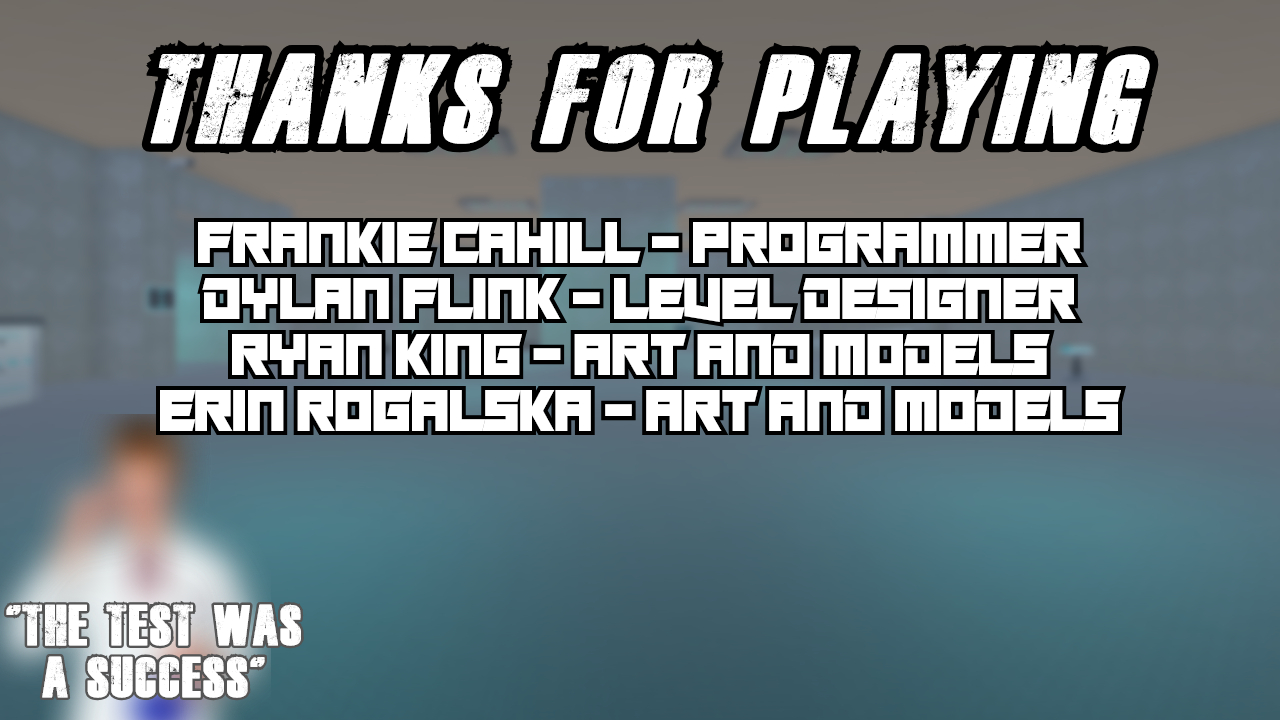 THANKS FOR PLAYING
FRANKIE CAHILL - PROGRAMMER
DYLAN FLINK - LEVEL DESIGNER
RYAN KING - ART AND MODELS
ERIN ROGALSKA - ART AND MODELS
"THE TEST WAS
A SUCCESS"